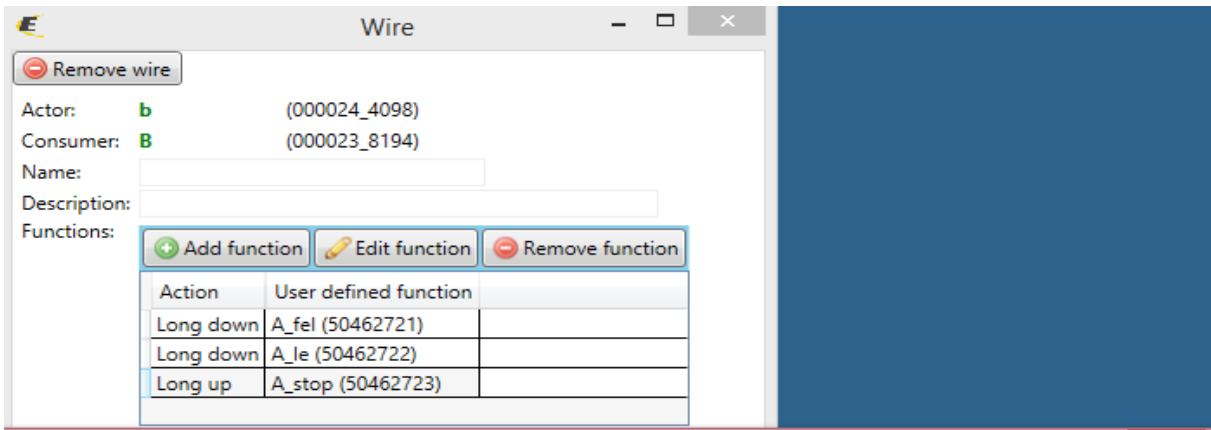 Wire
Remove wire
Actor: b (000024_4098)
Consumer: B (000023_8194)
Name:
Description:
Functions:
Add function Edit function Remove function
Action User defined function
Long down A_fel (50462721)
Long down A_le (50462722)
Long up A_stop (50462723)